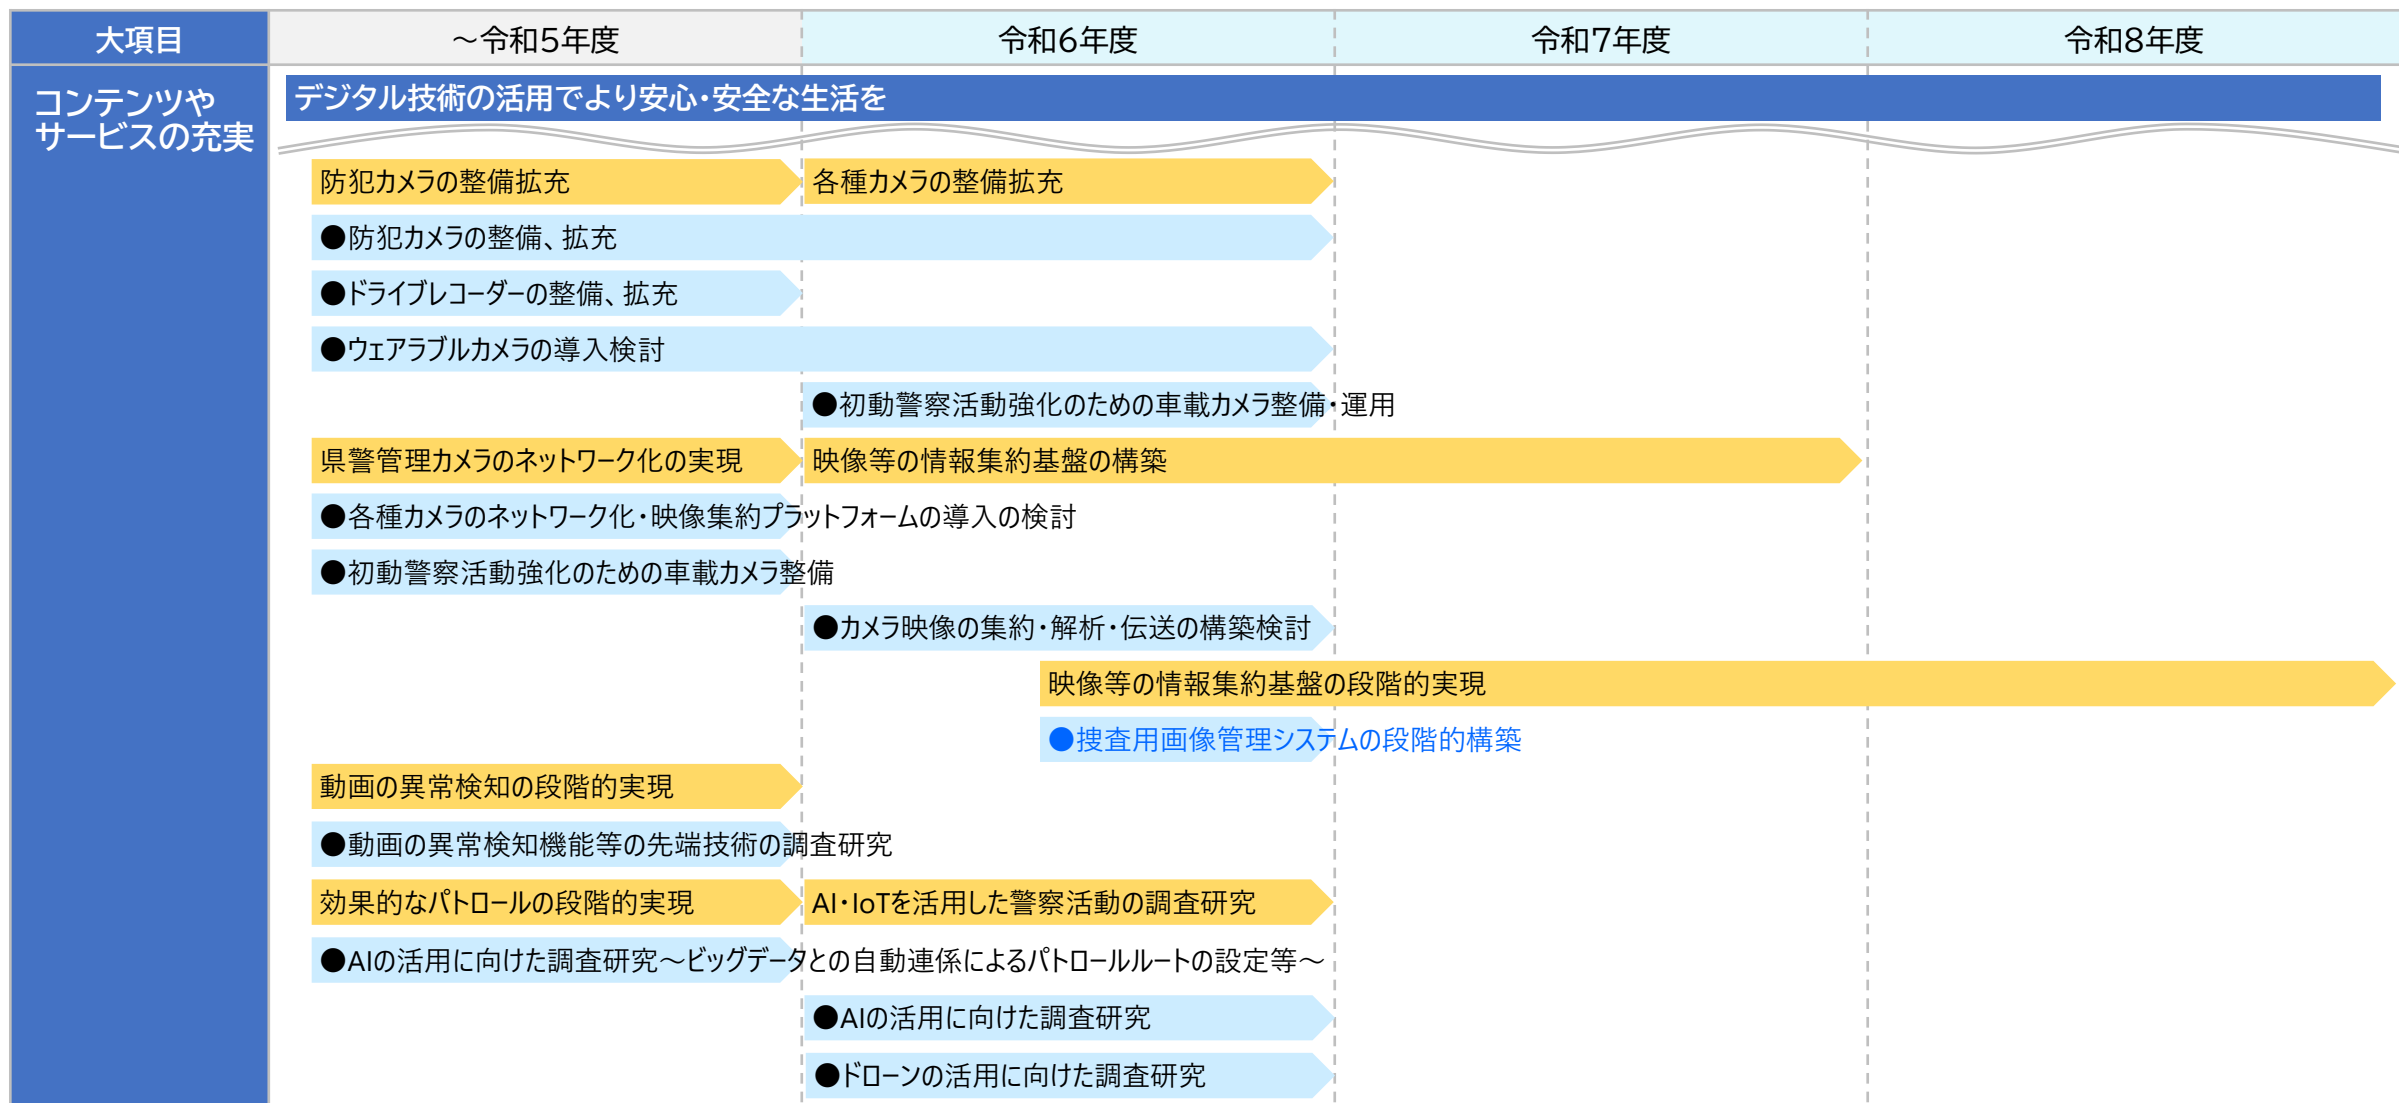 大項目
～令和5年度
令和6年度
令和7年度
令和8年度
コンテンツや
サービスの充実
デジタル技術の活用でより安心・安全な生活を
防犯カメラの整備拡充
各種カメラの整備拡充
●防犯カメラの整備、拡充
●ドライブレコーダーの整備、拡充
●ウェアラブルカメラの導入検討
●初動警察活動強化のための車載カメラ整備・運用
県警管理カメラのネットワーク化の実現
映像等の情報集約基盤の構築
●各種カメラのネットワーク化・映像集約プラットフォームの導入の検討
●初動警察活動強化のための車載カメラ整備
●カメラ映像の集約・解析・伝送の構築検討
映像等の情報集約基盤の段階的実現
●捜査用画像管理システムの段階的構築
動画の異常検知の段階的実現
●動画の異常検知機能等の先端技術の調査研究
効果的なパトロールの段階的実現
AI・IoTを活用した警察活動の調査研究
●AIの活用に向けた調査研究～ビッグデータとの自動連係によるパトロールルートの設定等～
●AIの活用に向けた調査研究
●ドローンの活用に向けた調査研究